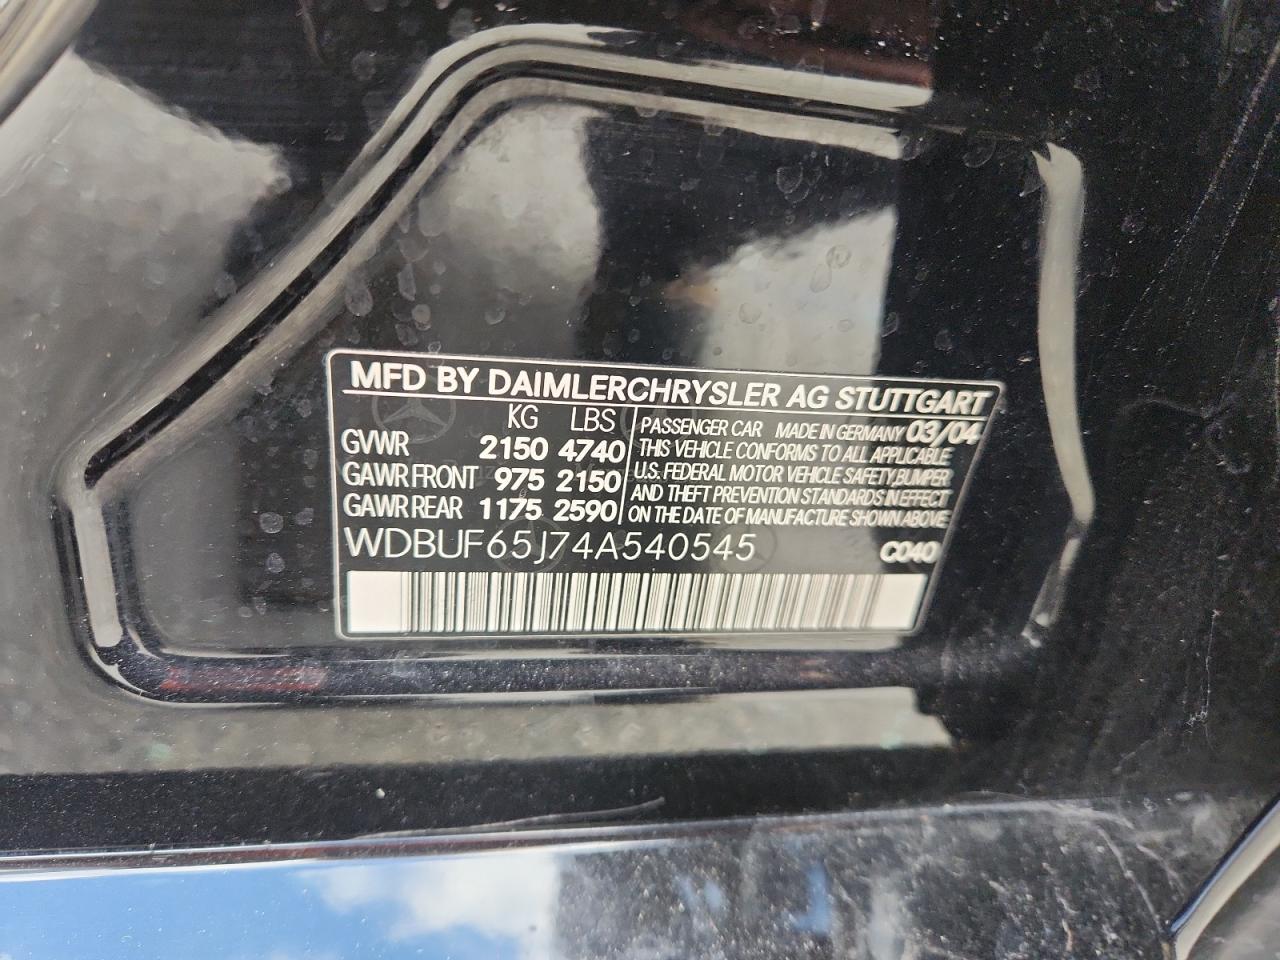 MFD BY DAIMLERCHRYSLER AG STUTTGART
KG LBS
GVWR 2150 4740
GAWR FRONT 975 2150
GAWR REAR 1175 2590
PASSENGER CAR MADE IN GERMANY 03/04
THIS VEHICLE CONFORMS TO ALL APPLICABLE
U.S. FEDERAL MOTOR VEHICLE SAFETY,BUMPER
AND THEFT PREVENTION STANDARDS IN EFFECT
ON THE DATE OF MANUFACTURE SHOWN ABOVE
WDBUF65J74A540545 C040